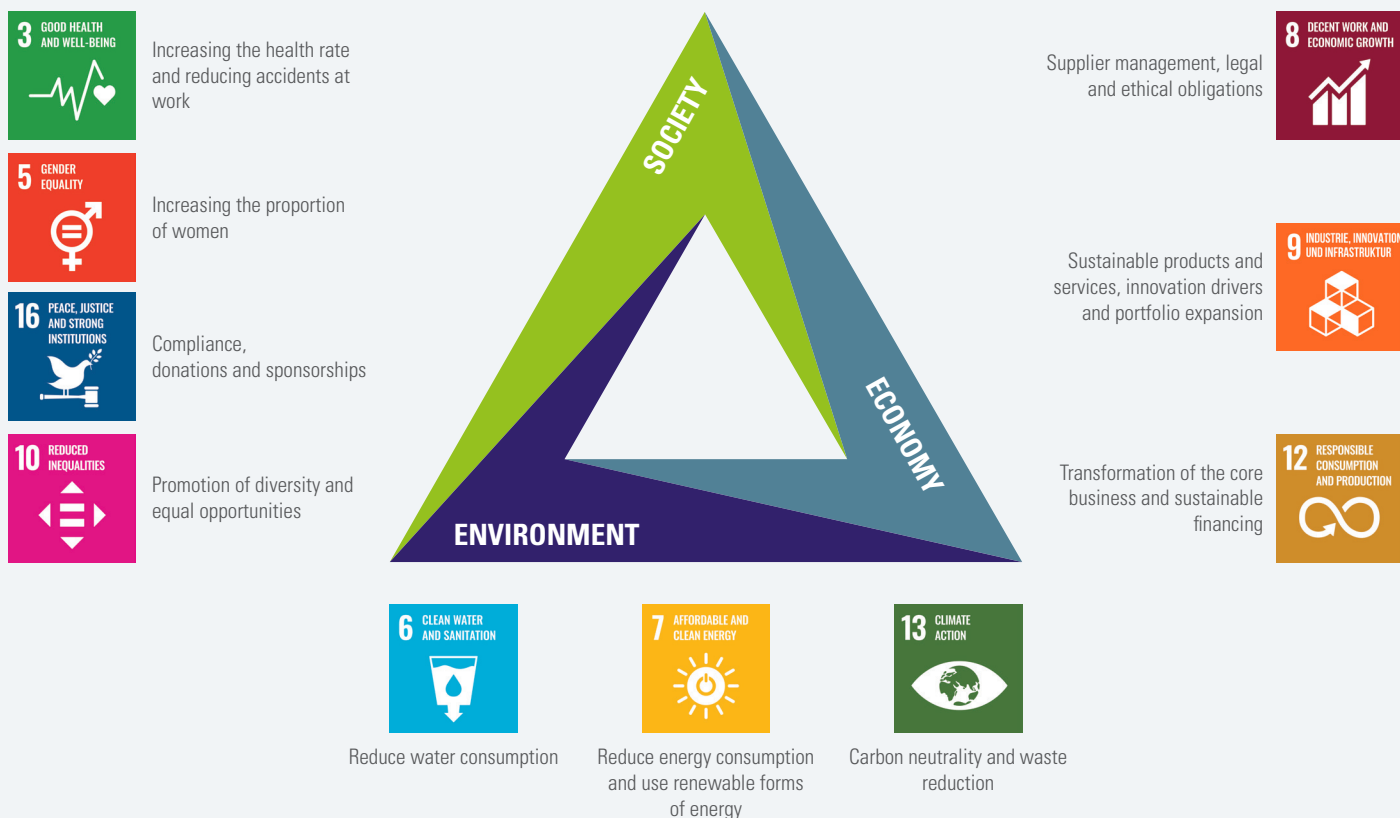 3 GOOD HEALTH
AND WELL-BEING
Increasing the health rate
and reducing accidents at
work
5 GENDER
EQUALITY
Increasing the proportion
of women
16 PEACE, JUSTICE
AND STRONG
INSTITUTIONS
Compliance,
donations and sponsorships
10 REDUCED
INEQUALITIES
Promotion of diversity and
equal opportunities
SOCIETY
ECONOMY
ENVIRONMENT
8 DECENT WORK AND
ECONOMIC GROWTH
Supplier management, legal
and ethical obligations
9 INDUSTRIE, INNOVATION
UND INFRASTRUKTUR
Sustainable products and
services, innovation drivers
and portfolio expansion
12 RESPONSIBLE
CONSUMPTION
AND PRODUCTION
Transformation of the core
business and sustainable
financing
6 CLEAN WATER
AND SANITATION
Reduce water consumption
7 AFFORDABLE AND
CLEAN ENERGY
Reduce energy consumption
and use renewable forms
of energy
13 CLIMATE
ACTION
Carbon neutrality and waste
reduction